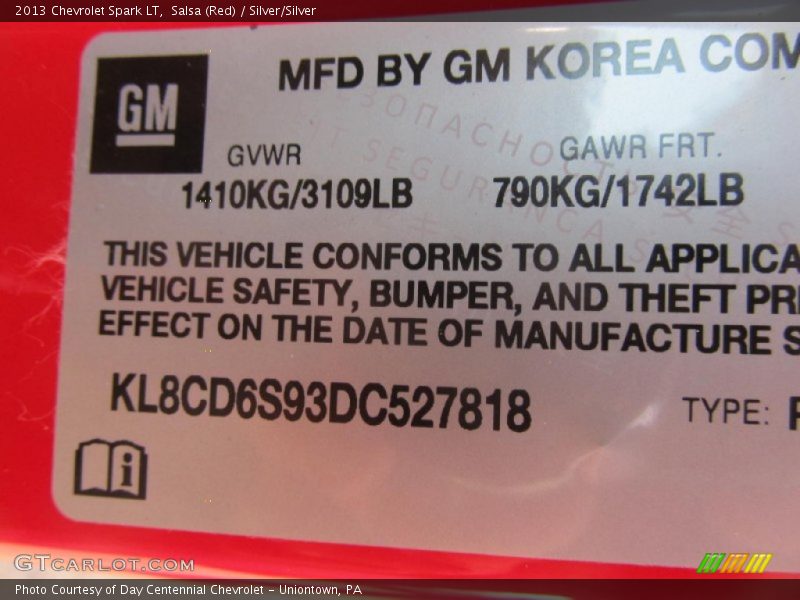 2013 Chevrolet Spark LT,  Salsa (Red) / Silver/Silver
MFD BY GM KOREA COM
GM
GVWR GAWR FRT.
1410KG/3109LB 790KG/1742LB
THIS VEHICLE CONFORMS TO ALL APPLICA
VEHICLE SAFETY, BUMPER, AND THEFT PRE
EFFECT ON THE DATE OF MANUFACTURE S
KL8CD6S93DC527818 TYPE: P
GTCARLOT.COM
Photo Courtesy of Day Centennial Chevrolet - Uniontown, PA